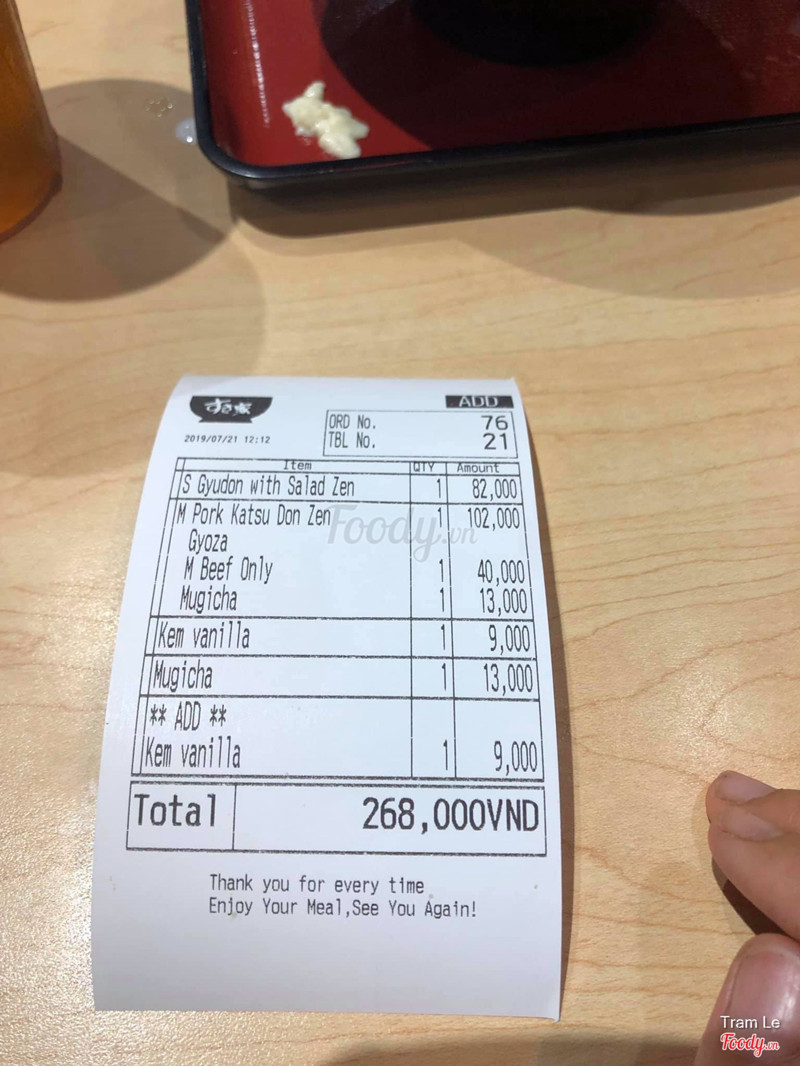 すき家
ADD
2019/07/21 12:12
ORD No. 76
TBL No. 21
Item QTY Amount
S Gyudon with Salad Zen 1 82,000
M Pork Katsu Don Zen 1 102,000
Gyoza
M Beef Only 1 40,000
Mugicha 1 13,000
Kem vanilla 1 9,000
Mugicha 1 13,000
** ADD **
Kem vanilla 1 9,000
Total 268,000VND
Thank you for every time
Enjoy Your Meal,See You Again!
Foody.vn
Tram Le
Foody.vn